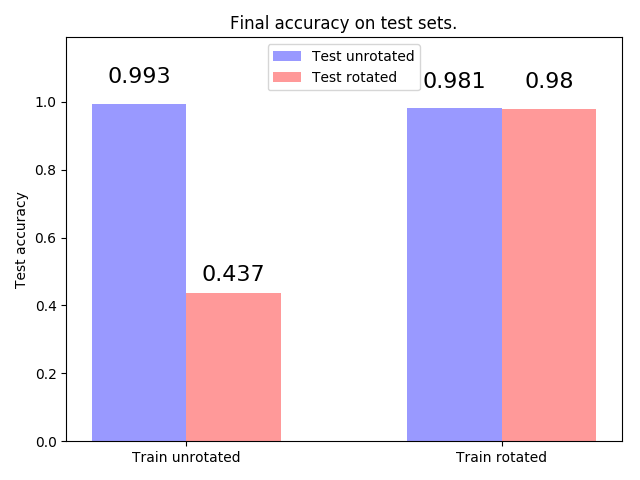 Final accuracy on test sets.
Test unrotated
Test rotated
0.993
0.437
0.981
0.98
Test accuracy
1.0
0.8
0.6
0.4
0.2
0.0
Train unrotated
Train rotated